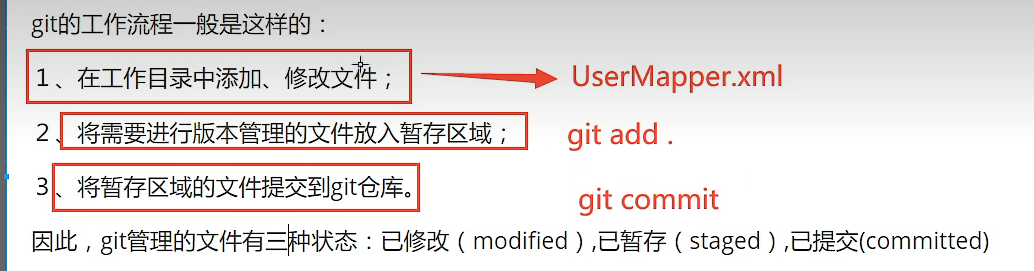 git的工作流程一般是这样的：
1、在工作目录中添加、修改文件； UserMapper.xml
2、将需要进行版本管理的文件放入暂存区域； git add .
3、将暂存区域的文件提交到git仓库。 git commit
因此，git管理的文件有三种状态：已修改（modified）,已暂存（staged）,已提交(committed)